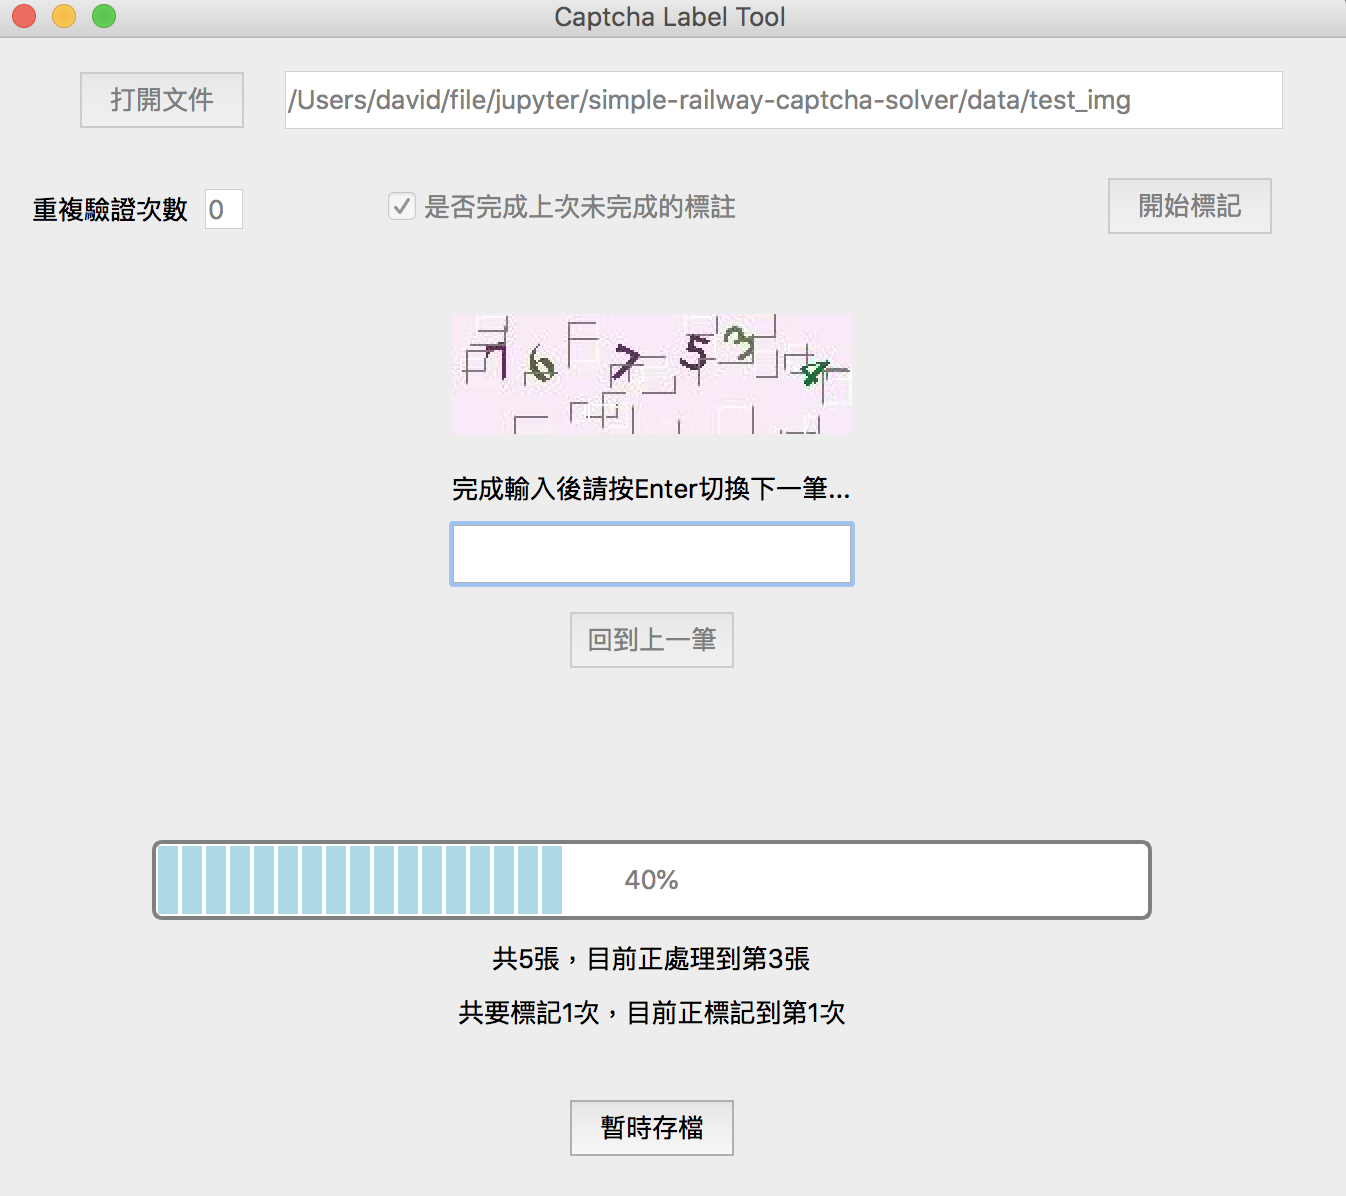 Captcha Label Tool
打開文件
/Users/david/file/jupyter/simple-railway-captcha-solver/data/test_img
重複驗證次數
0
是否完成上次未完成的標註
開始標記
完成輸入後請按Enter切換下一筆...
回到上一筆
40%
共5張，目前正處理到第3張
共要標記1次，目前正標記到第1次
暫時存檔